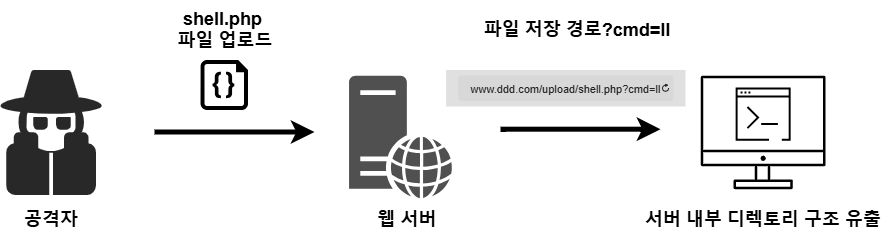 shell.php
파일 업로드
파일 저장 경로?cmd=ll
www.ddd.com/upload/shell.php?cmd=ll
공격자
웹 서버
서버 내부 디렉토리 구조 유출